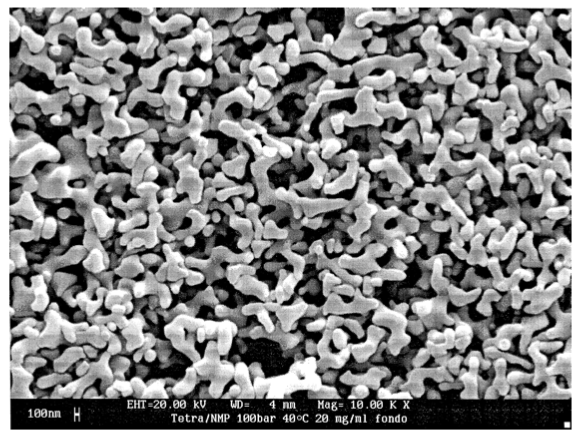 EHT=20.00 kV WD= 4 mm Mag= 10.00 K X
100nm
Tetra/NMP 100bar 40°C 20 mg/ml fondo